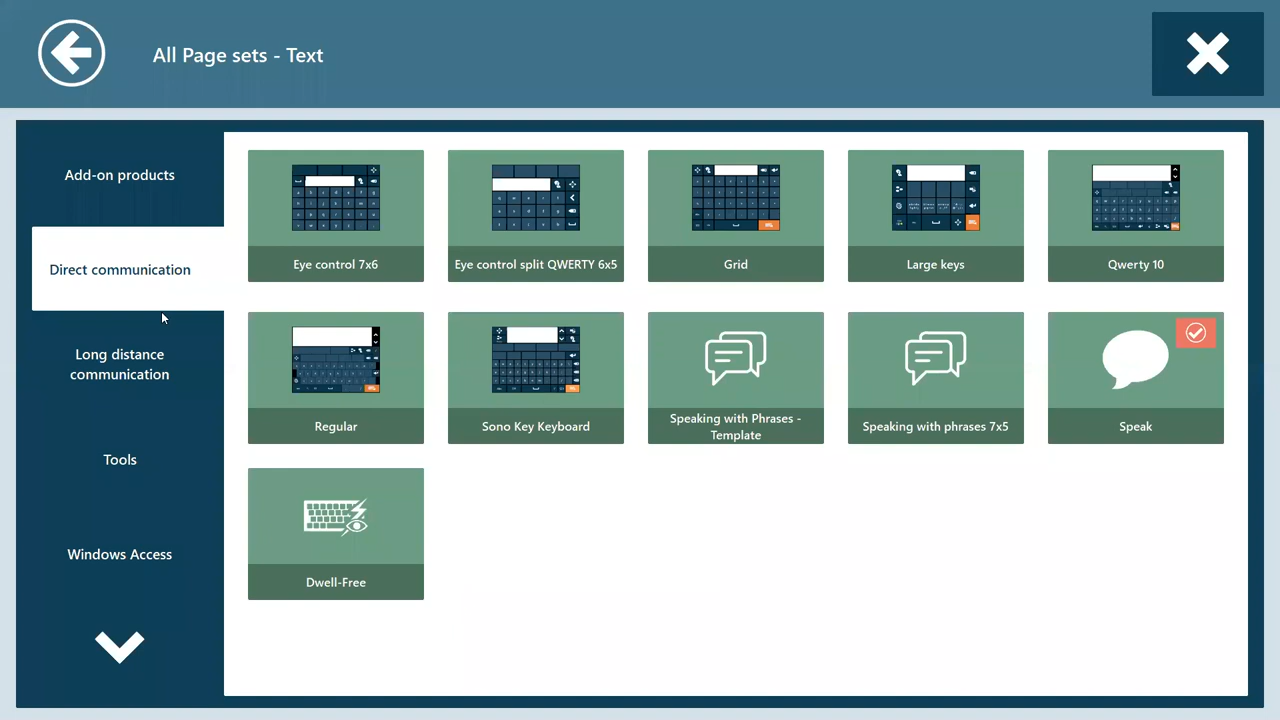 All Page sets - Text
Add-on products
Direct communication
Long distance
communication
Tools
Windows Access
Eye control 7x6
Eye control split QWERTY 6x5
Grid
Large keys
Qwerty 10
Regular
Sono Key Keyboard
Speaking with Phrases -
Template
Speaking with phrases 7x5
Speak
Dwell-Free